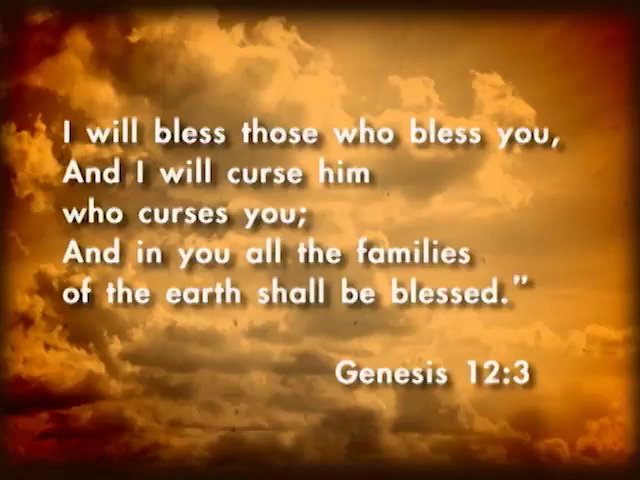 I will bless those who bless you,
And I will curse him
who curses you;
And in you all the families
of the earth shall be blessed.”
Genesis 12:3